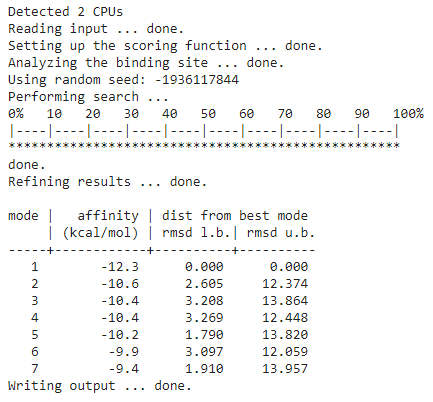 Detected 2 CPUs
Reading input ... done.
Setting up the scoring function ... done.
Analyzing the binding site ... done.
Using random seed: -1936117844
Performing search ...
0%   10   20   30   40   50   60   70   80   90   100%
|----|----|----|----|----|----|----|----|----|----|
***************************************************
done.
Refining results ... done.

mode |   affinity | dist from best mode
     | (kcal/mol) | rmsd l.b.| rmsd u.b.
-----+------------+----------+----------
   1        -12.3      0.000      0.000
   2        -10.6      2.605     12.374
   3        -10.4      3.208     13.864
   4        -10.4      3.269     12.448
   5        -10.2      1.790     13.820
   6         -9.9      3.097     12.059
   7         -9.4      1.910     13.957
Writing output ... done.